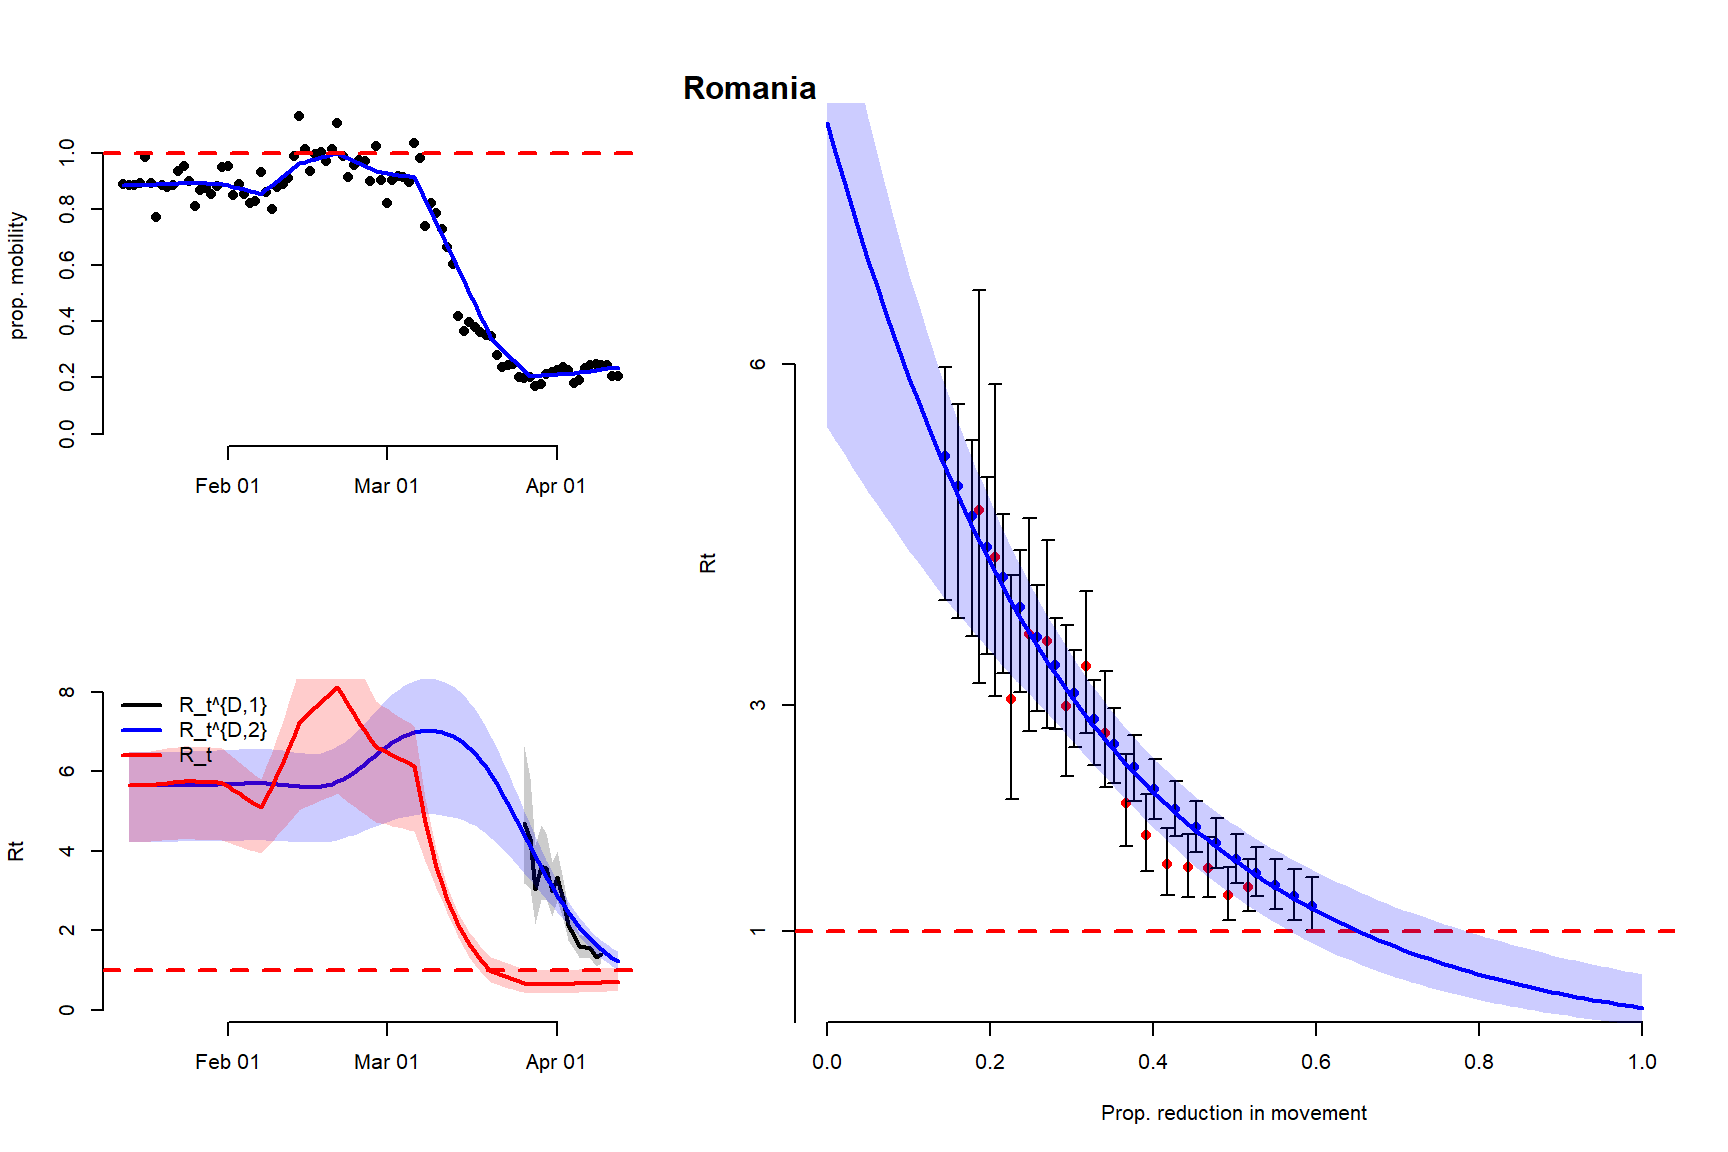 Romania
prop. mobility
1.0
0.8
0.6
0.4
0.2
0.0
Feb 01 Mar 01 Apr 01
Rt
8
6
4
2
0
R_t^{D,1}
R_t^{D,2}
R_t
Feb 01 Mar 01 Apr 01
Rt
6
3
1
0.0 0.2 0.4 0.6 0.8 1.0
Prop. reduction in movement